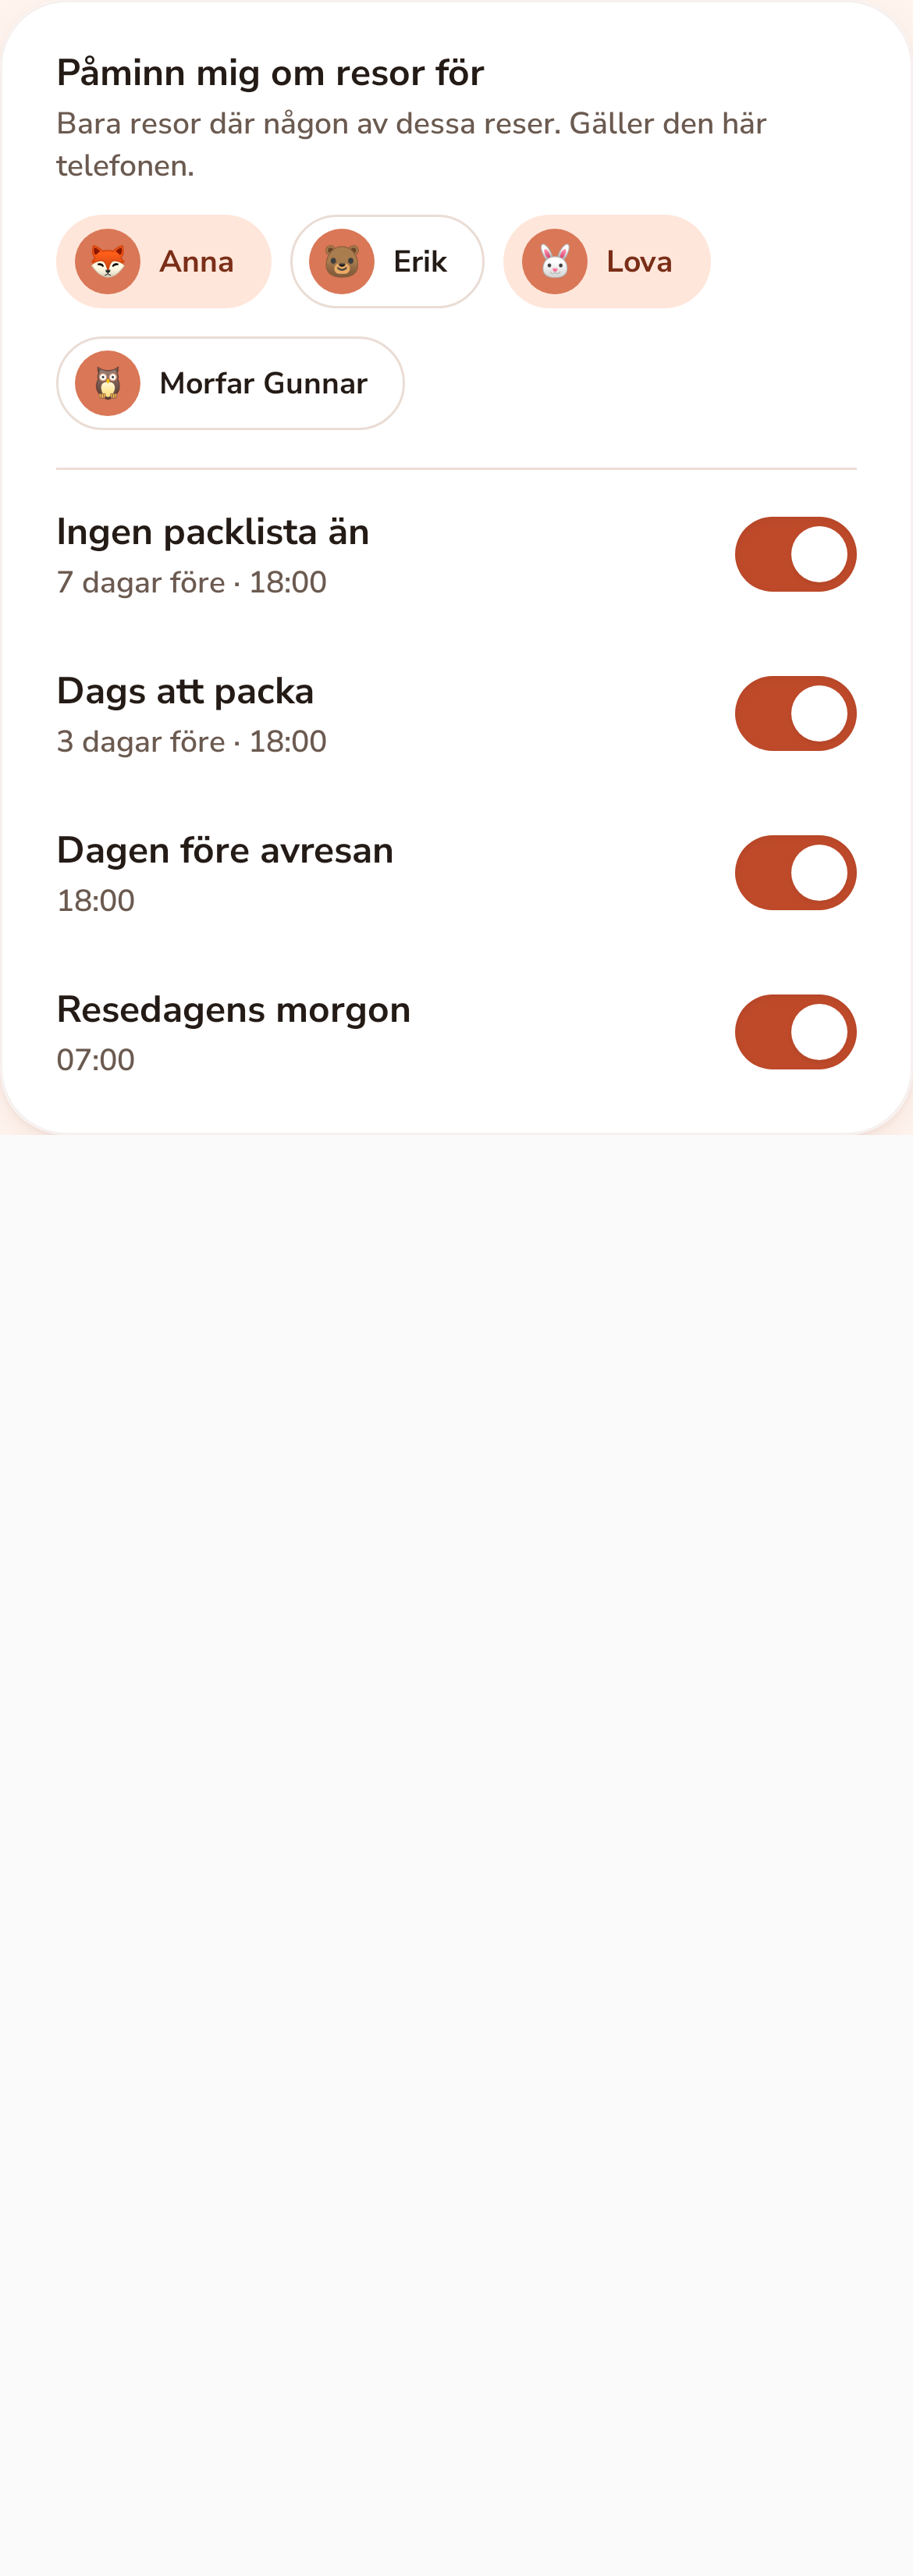 Påminn mig om resor för
Bara resor där någon av dessa reser. Gäller den här
telefonen.
Anna
Erik
Lova
Morfar Gunnar
Ingen packlista än
7 dagar före · 18:00
Dags att packa
3 dagar före · 18:00
Dagen före avresan
18:00
Resedagens morgon
07:00